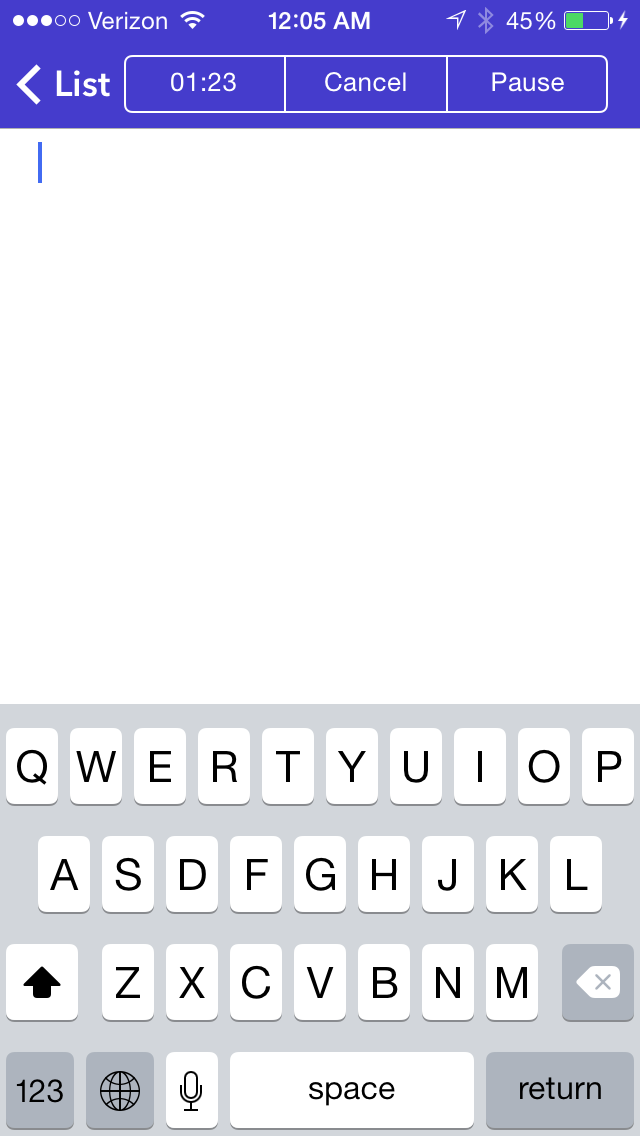 Verizon 12:05 AM 45%
List 01:23 Cancel Pause
Q W E R T Y U I O P
A S D F G H J K L
Z X C V B N M
123 space return